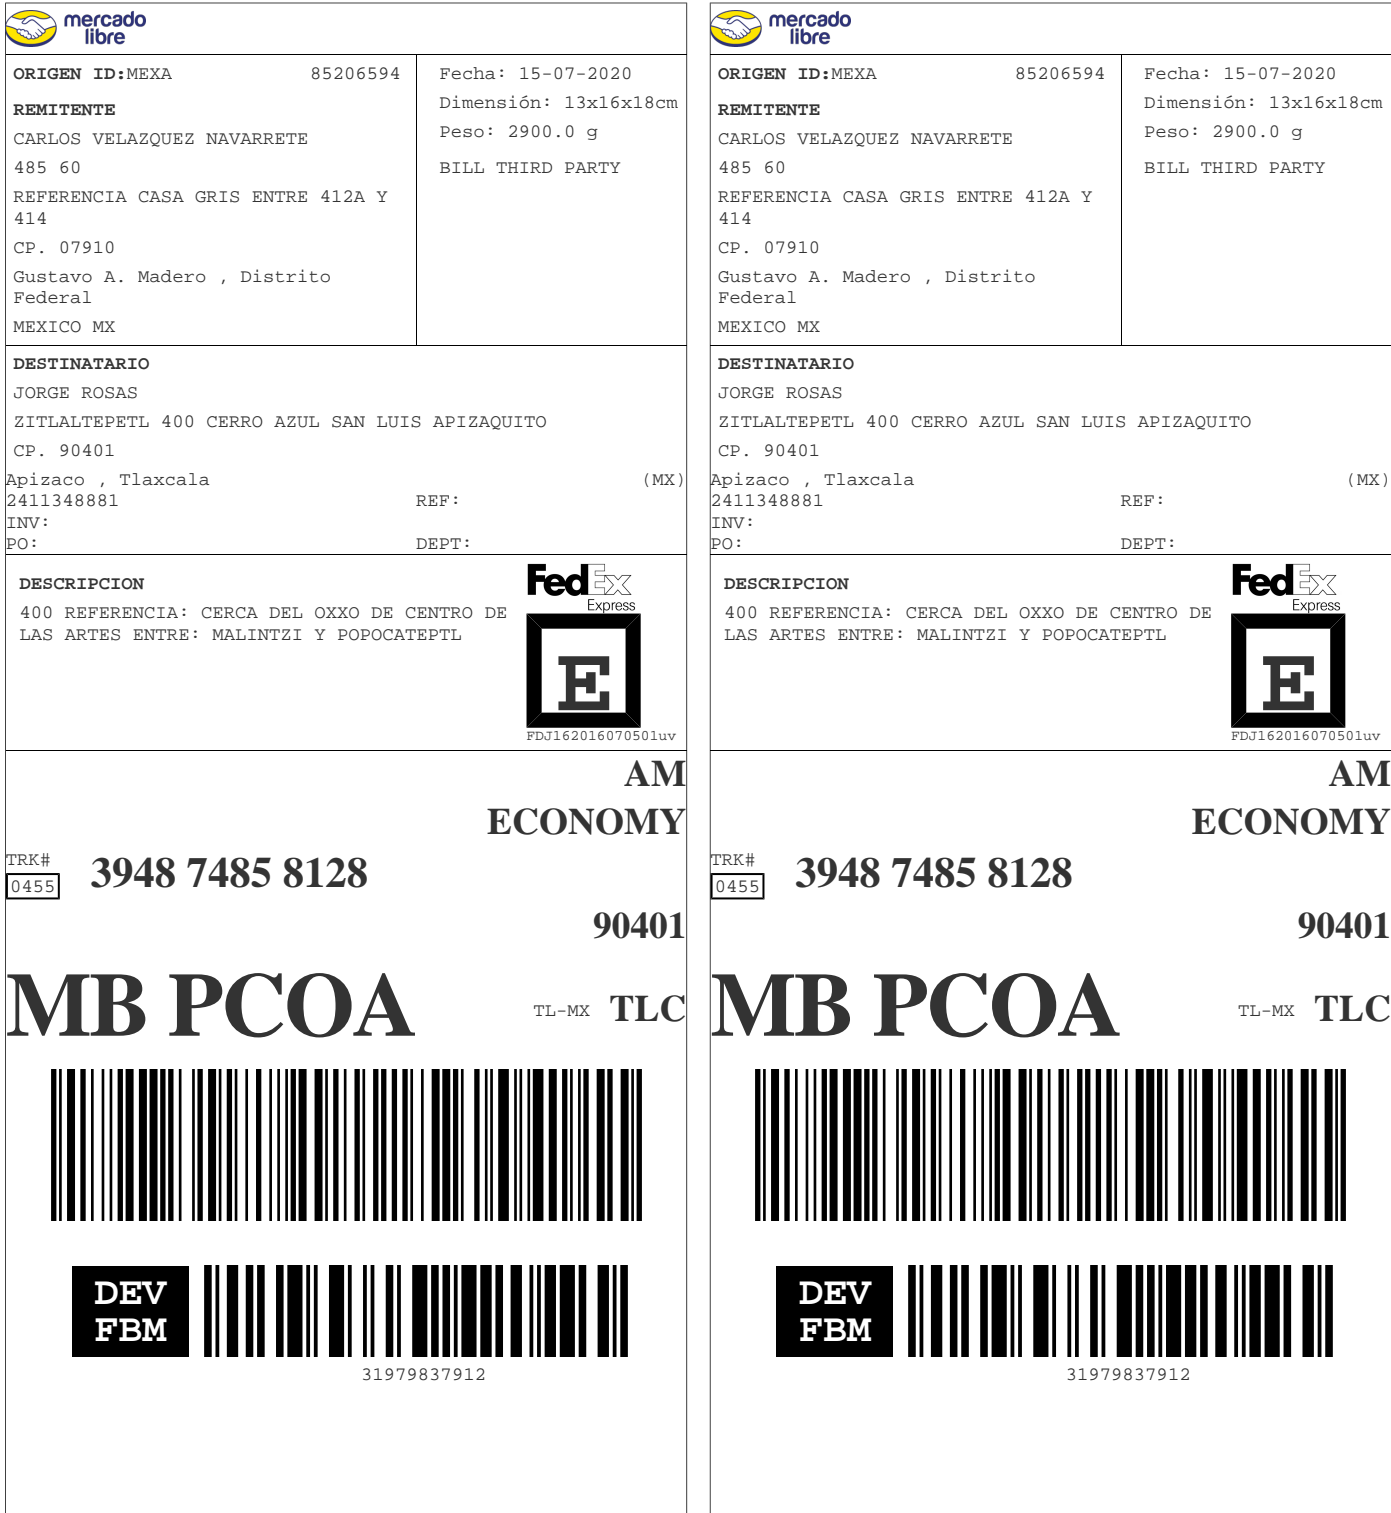 mercado
libre
ORIGEN ID:MEXA 85206594
Fecha: 15-07-2020
Dimensión: 13x16x18cm
Peso: 2900.0 g
BILL THIRD PARTY
REMITENTE
CARLOS VELAZQUEZ NAVARRETE
485 60
REFERENCIA CASA GRIS ENTRE 412A Y
414
CP. 07910
Gustavo A. Madero , Distrito
Federal
MEXICO MX
DESTINATARIO
JORGE ROSAS
ZITLALTEPETL 400 CERRO AZUL SAN LUIS APIZAQUITO
CP. 90401
Apizaco , Tlaxcala (MX)
2411348881 REF:
INV:
PO: DEPT:
DESCRIPCION
400 REFERENCIA: CERCA DEL OXXO DE CENTRO DE
LAS ARTES ENTRE: MALINTZI Y POPOCATEPTL
FedEx
Express
E
FDJ162016070501uv
AM
ECONOMY
TRK#
0455 3948 7485 8128
90401
MB PCOA TL-MX TLC
DEV
FBM
31979837912
mercado
libre
ORIGEN ID:MEXA 85206594
Fecha: 15-07-2020
Dimensión: 13x16x18cm
Peso: 2900.0 g
BILL THIRD PARTY
REMITENTE
CARLOS VELAZQUEZ NAVARRETE
485 60
REFERENCIA CASA GRIS ENTRE 412A Y
414
CP. 07910
Gustavo A. Madero , Distrito
Federal
MEXICO MX
DESTINATARIO
JORGE ROSAS
ZITLALTEPETL 400 CERRO AZUL SAN LUIS APIZAQUITO
CP. 90401
Apizaco , Tlaxcala (MX)
2411348881 REF:
INV:
PO: DEPT:
DESCRIPCION
400 REFERENCIA: CERCA DEL OXXO DE CENTRO DE
LAS ARTES ENTRE: MALINTZI Y POPOCATEPTL
FedEx
Express
E
FDJ162016070501uv
AM
ECONOMY
TRK#
0455 3948 7485 8128
90401
MB PCOA TL-MX TLC
DEV
FBM
31979837912